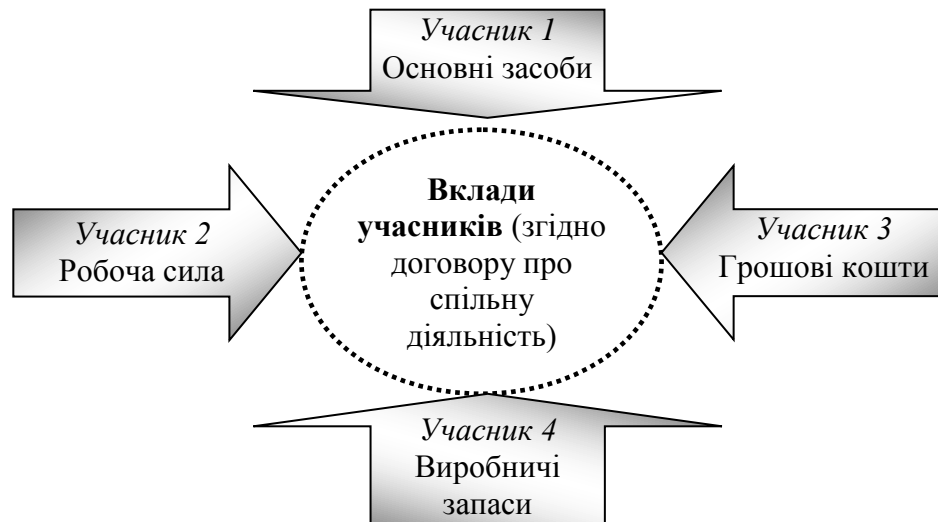 Учасник 1
Основні засоби
Учасник 2
Робоча сила
Вклади
учасників (згідно
договору про
спільну
діяльність)
Учасник 3
Грошові кошти
Учасник 4
Виробничі
запаси